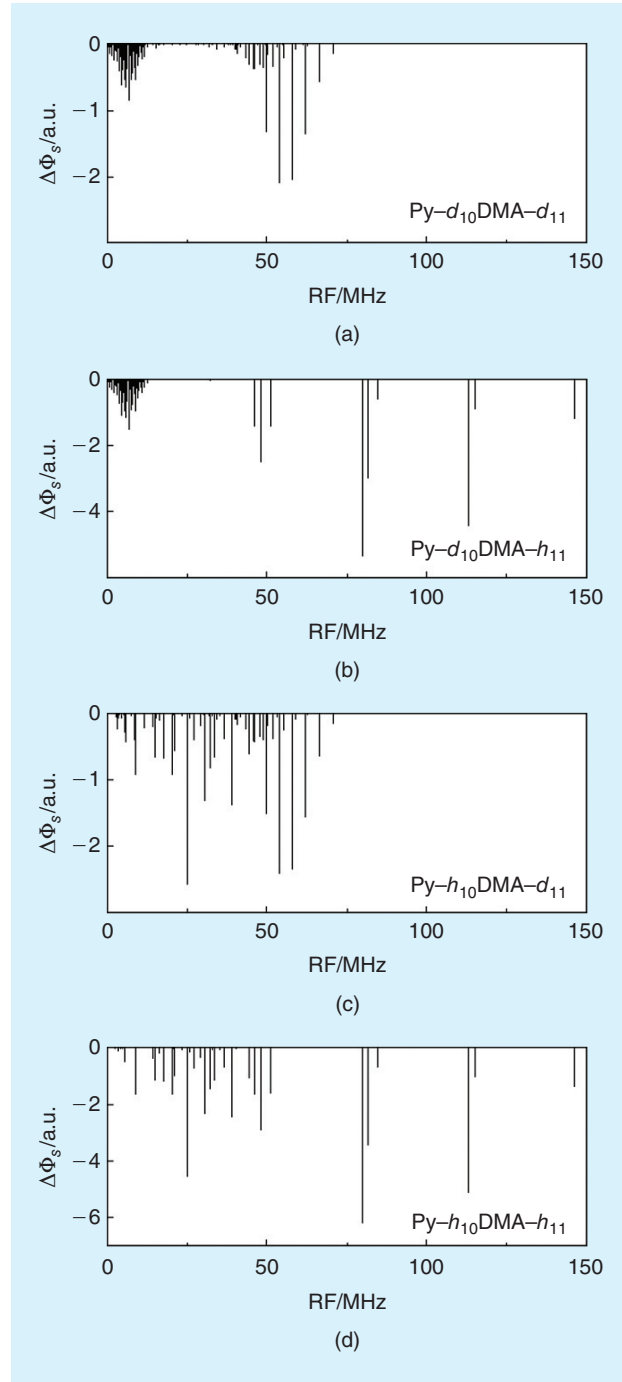 0
−1
−2
ΔΦs/a.u.
Py–d10DMA–d11
0 50 100 150
RF/MHz
(a)
0
−2
−4
ΔΦs/a.u.
Py–d10DMA–h11
0 50 100 150
RF/MHz
(b)
0
−1
−2
ΔΦs/a.u.
Py–h10DMA–d11
0 50 100 150
RF/MHz
(c)
0
−2
−4
−6
ΔΦs/a.u.
Py–h10DMA–h11
0 50 100 150
RF/MHz
(d)